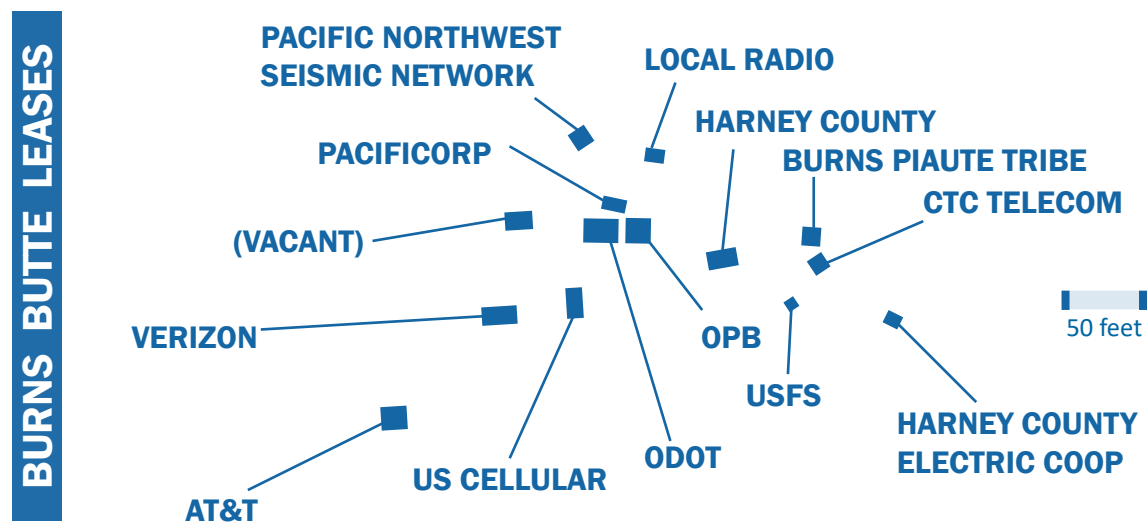 BURNS BUTTE LEASES
PACIFIC NORTHWEST
SEISMIC NETWORK
LOCAL RADIO
HARNEY COUNTY
PACIFICORP
BURNS PIAUTE TRIBE
CTC TELECOM
(VACANT)
50 feet
VERIZON
OPB
USFS
HARNEY COUNTY
ELECTRIC COOP
ODOT
US CELLULAR
AT&T